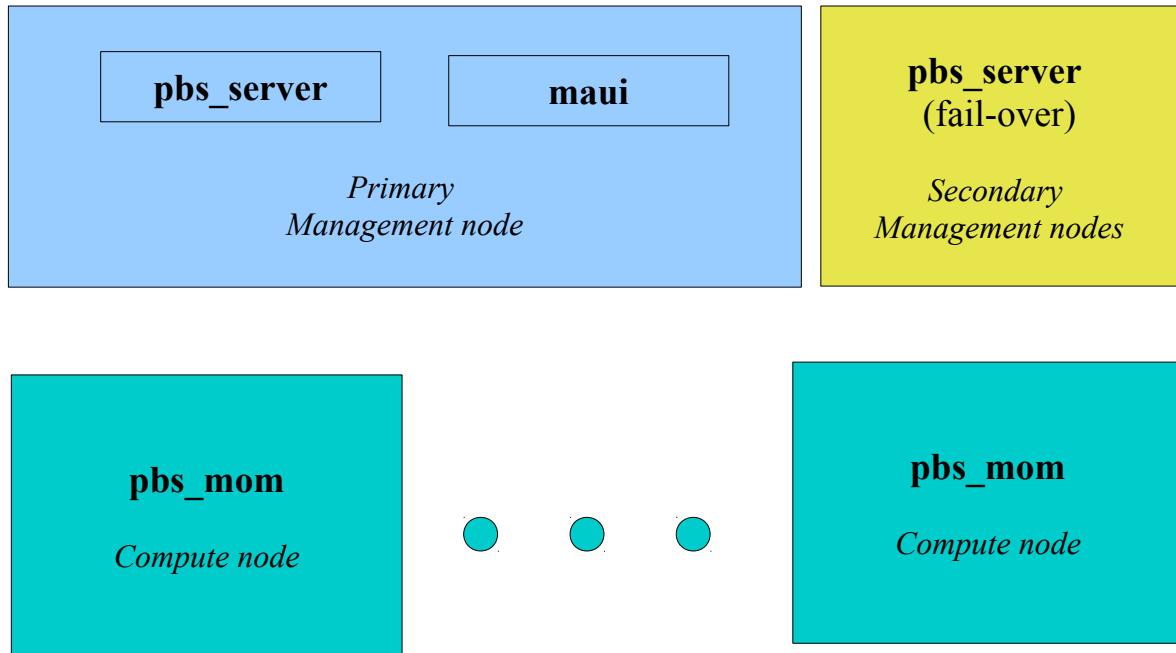 pbs_server
maui
Primary
Management node
pbs_server
(fail-over)
Secondary
Management nodes
pbs_mom
Compute node
pbs_mom
Compute node